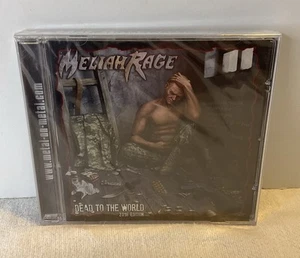 MELIAH RAGE
www.metal-on-metal.com
DEAD TO THE WORLD